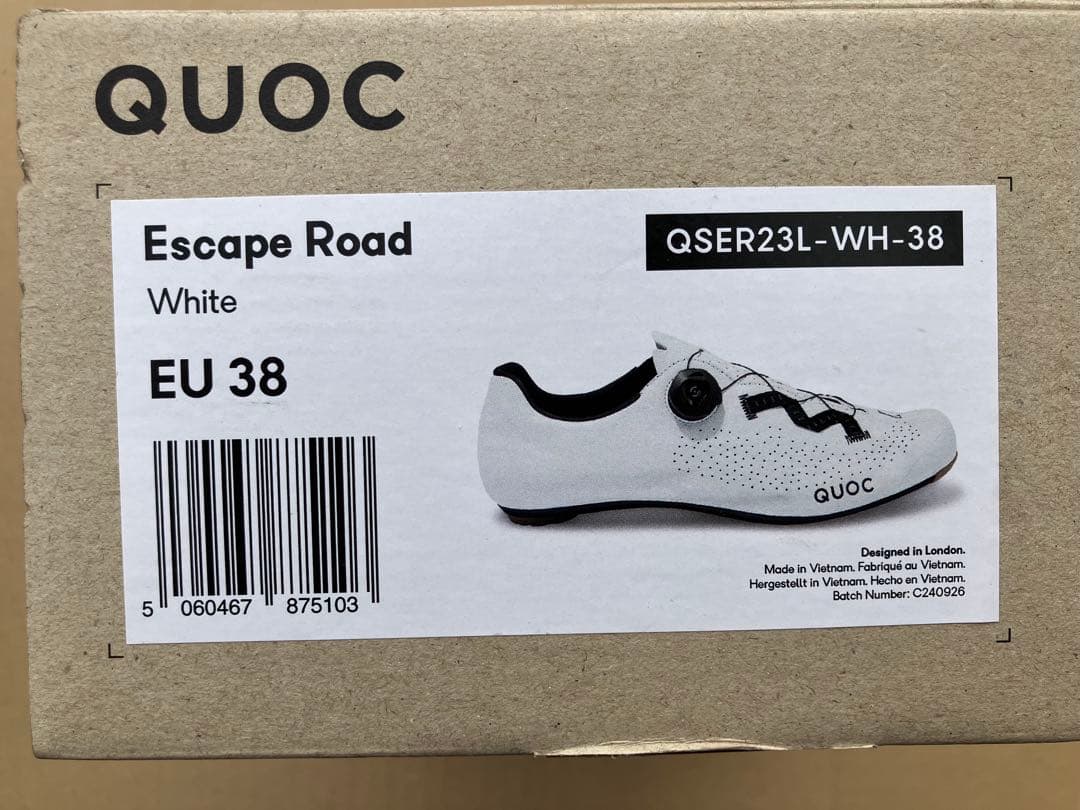 QUOC
Escape Road
QSER23L-WH-38
White
EU 38
QUOC
5 060467 875103
Designed in London.
Made in Vietnam. Fabriqué au Vietnam.
Hergestellt in Vietnam. Hecho en Vietnam.
Batch Number: C240926